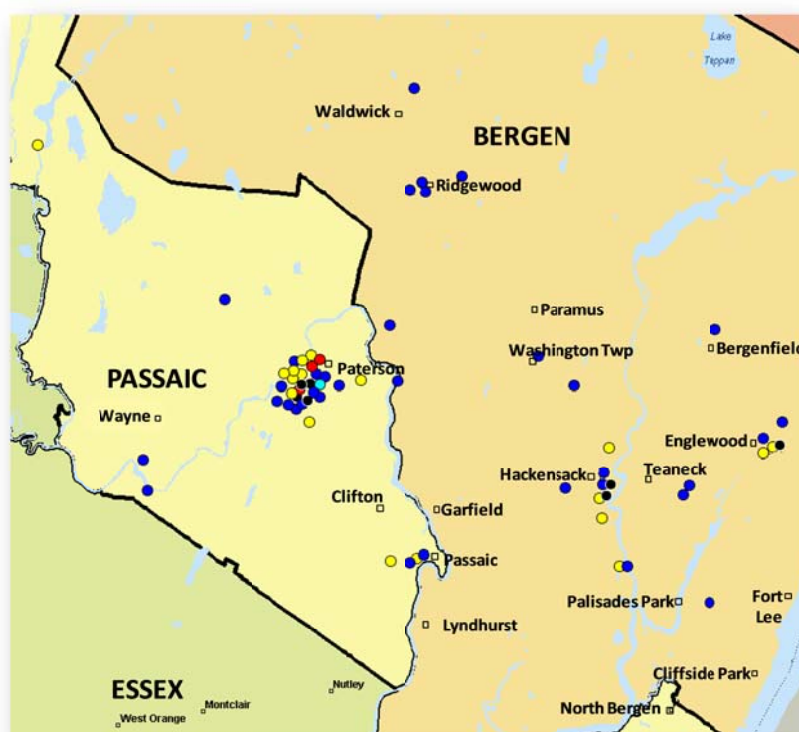 Lake
Tappan
Waldwick
BERGEN
Ridgewood
Paramus
Washington Twp
Bergenfield
Paterson
PASSAIC
Wayne
Englewood
Hackensack
Teaneck
Clifton
Garfield
Passaic
Palisades Park
Fort
Lee
Lyndhurst
Cliffside Park
ESSEX
Nutley
Montclair
North Bergen
West Orange